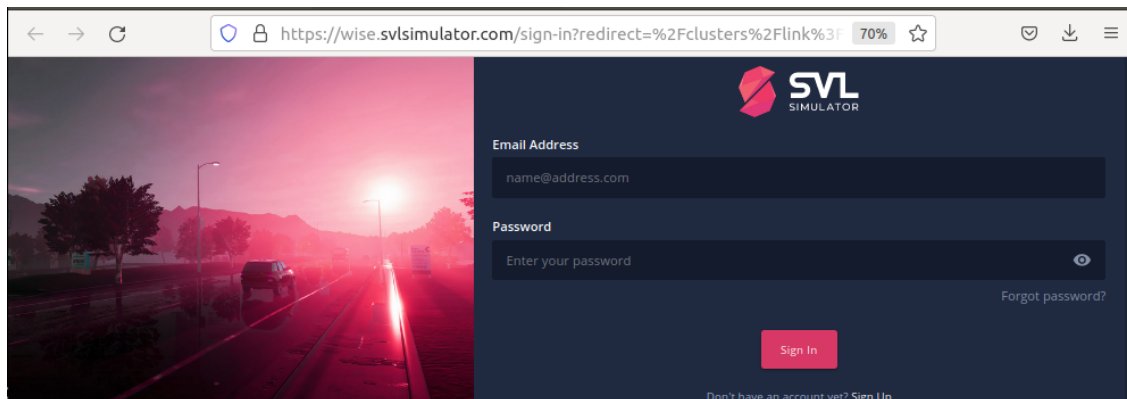 https://wise.svlsimulator.com/sign-in?redirect=%2Fclusters%2Flink%3F 70%
SVL
SIMULATOR
Email Address
name@address.com
Password
Enter your password
Forgot password?
Sign In
Don't have an account yet? Sign Up